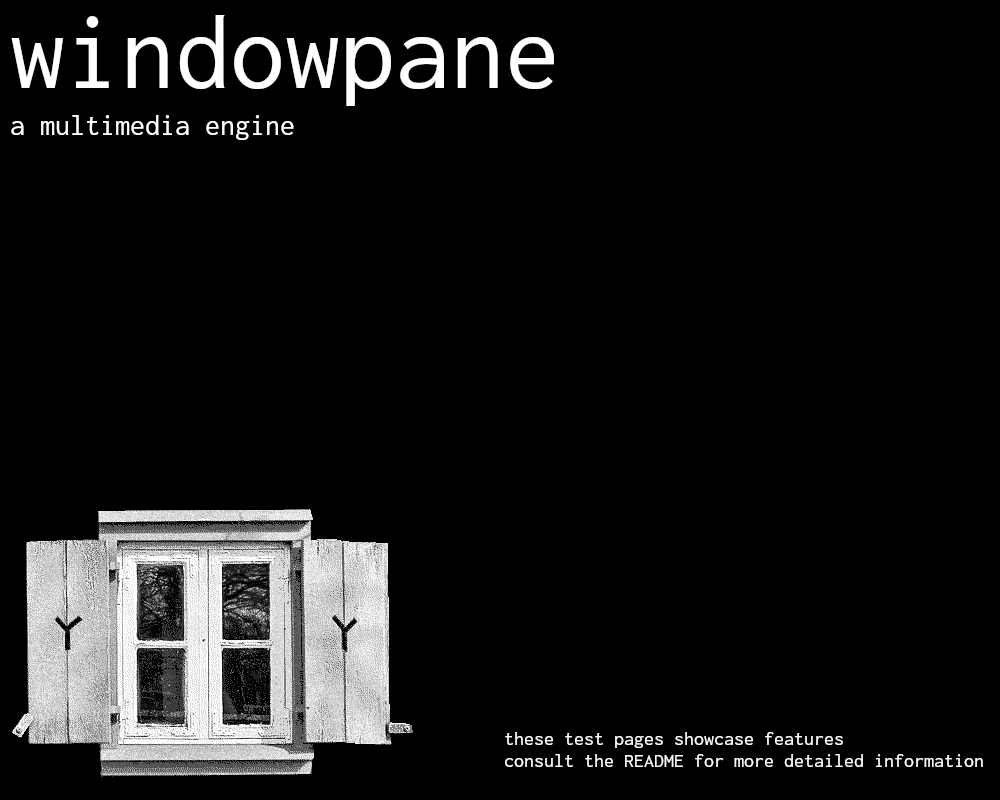 windowpane
a multimedia engine
these test pages showcase features
consult the README for more detailed information